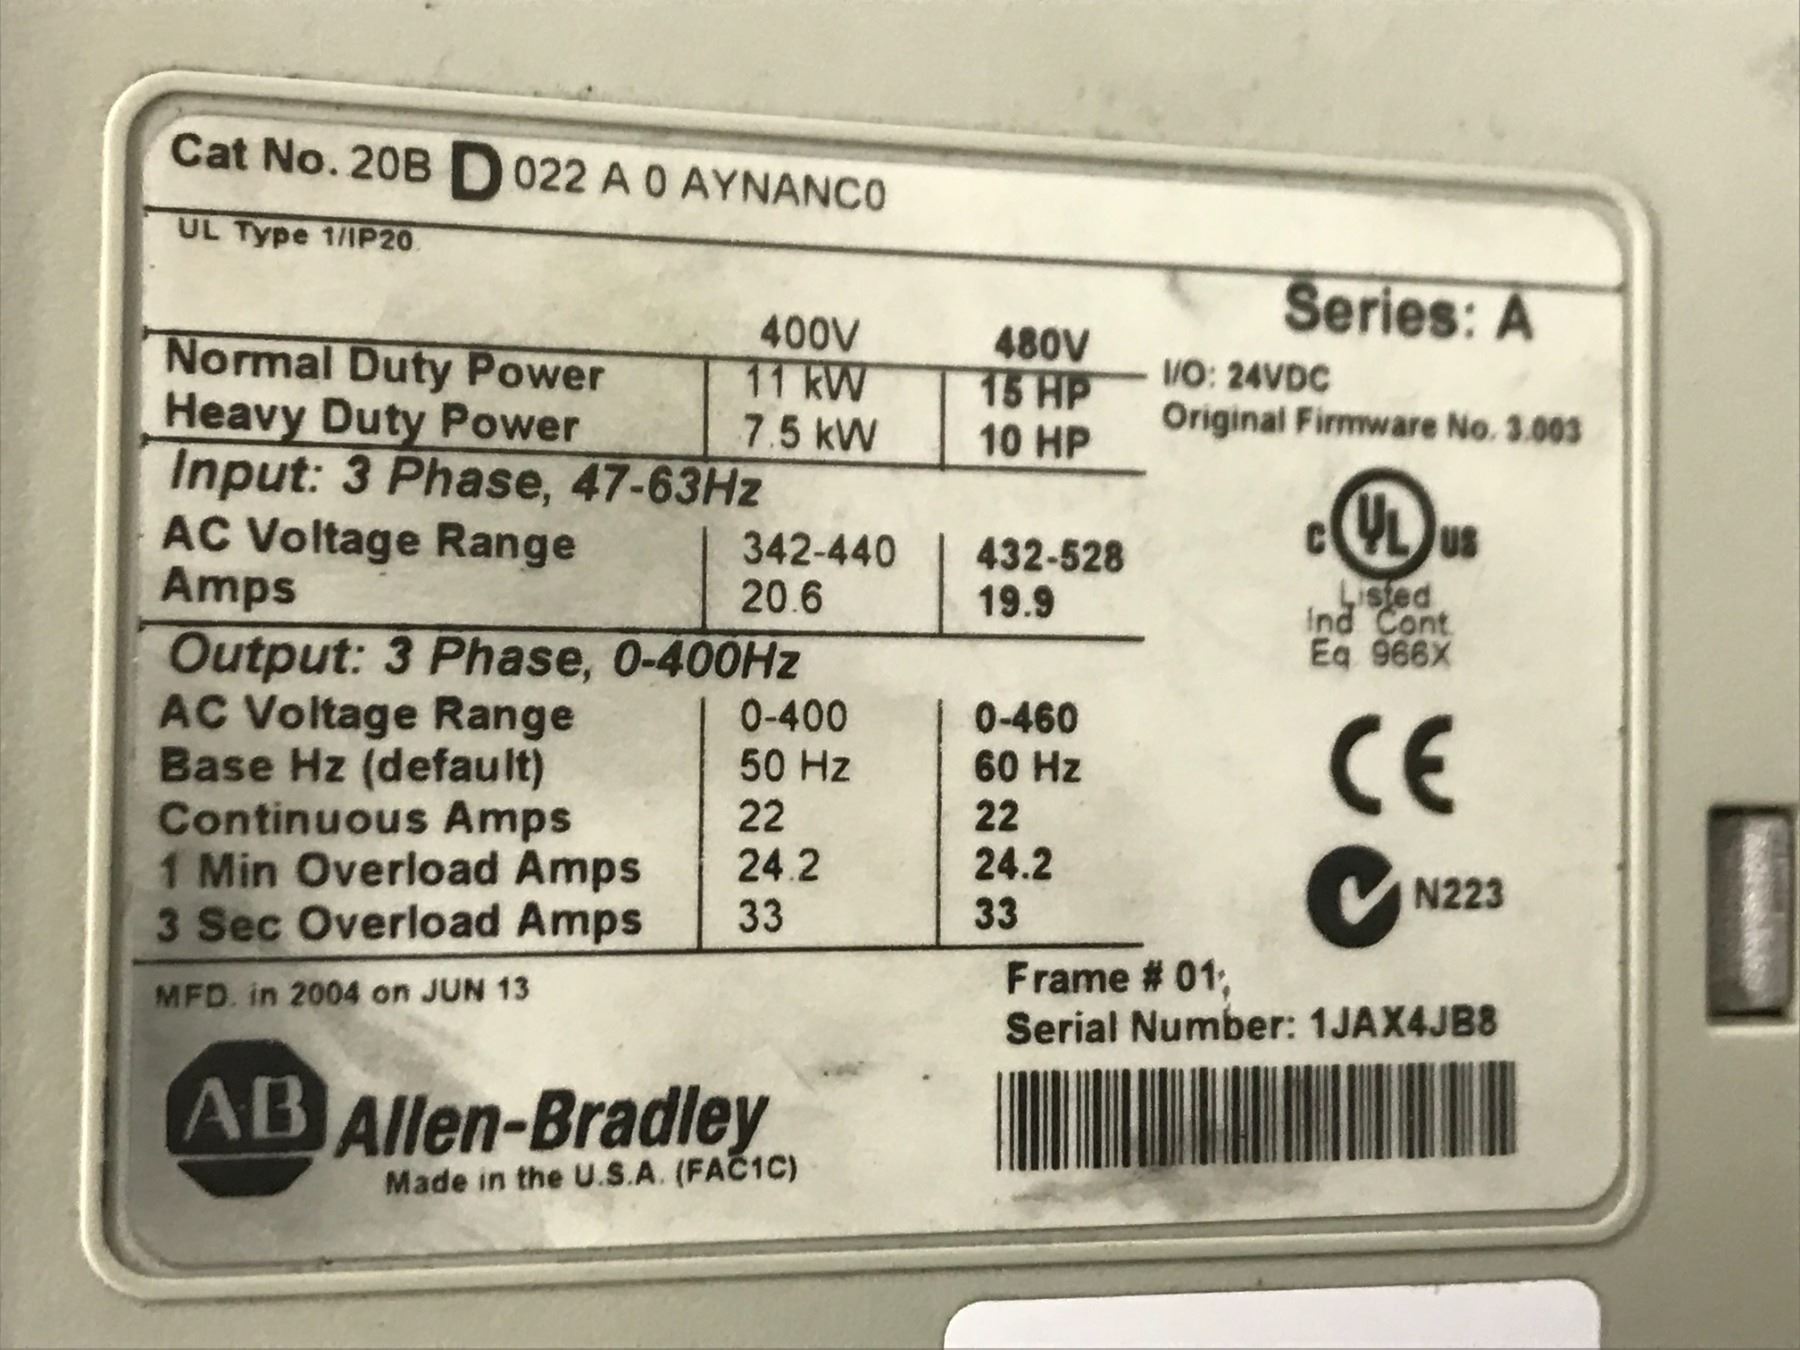 Cat No. 20B D 022 A 0 AYNANC0
UL Type 1/IP20
Series: A
400V 480V
I/O: 24VDC
Normal Duty Power 11 kW 15 HP
Original Firmware No. 3.003
Heavy Duty Power 7.5 kW 10 HP
Input: 3 Phase, 47-63Hz
AC Voltage Range 342-440 432-528
Amps 20.6 19.9
C UL US
Listed
Ind Cont
Eq 966X
Output: 3 Phase, 0-400Hz
AC Voltage Range 0-400 0-460
Base Hz (default) 50 Hz 60 Hz
Continuous Amps 22 22
1 Min Overload Amps 24.2 24.2
3 Sec Overload Amps 33 33
CE
N223
MFD. in 2004 on JUN 13
Frame # 01;
Serial Number: 1JAX4JB8
AB Allen-Bradley
Made in the U.S.A. (FAC1C)